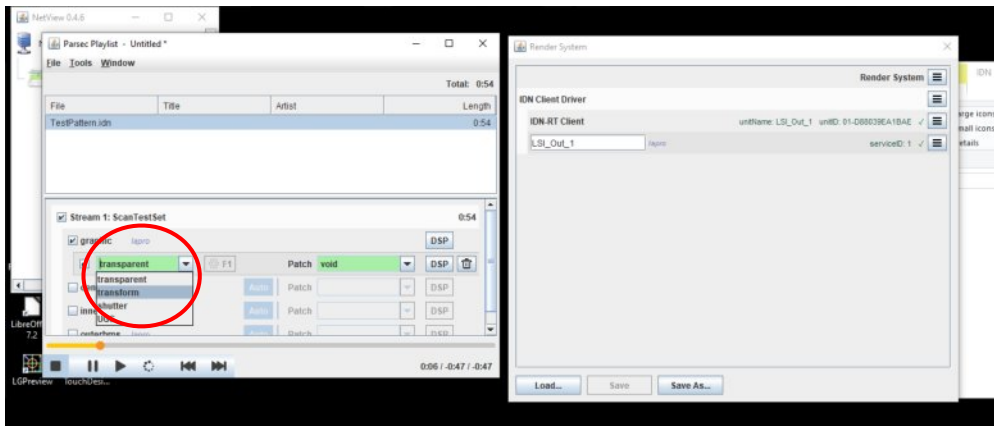 NetView 0.4.6
Parsec Playlist - Untitled *
File Tools Window
Total: 0:54
File Title Artist Length
TestPattern.idn 0:54
Stream 1: ScanTestSet 0:54
graphic lapro DSP
transparent F1 Patch void DSP
transparent
transform
shutter
Auto Patch DSP
Auto Patch DSP
Auto Patch DSP
0:06 / -0:47 / -0:47
LibreOff
7.2
LGPreview TouchDesi...
Render System
Render System
IDN Client Driver
IDN-RT Client unitName: LSI_Out_1 unitID: 01-D88039EA1BAE ✓
LSI_Out_1 lapro serviceID: 1 ✓
Load... Save Save As...
IDN
arge icons
mall icons
etails